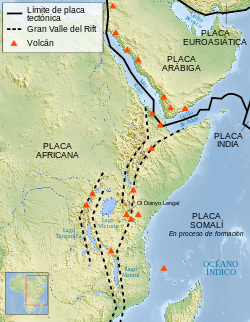 Límite de placa
tectónica
Gran Valle del Rift
Volcán
PLACA
EUROASIÁTICA
PLACA
ARÁBIGA
PLACA
INDIA
PLACA
AFRICANA
Ol Doinyo Lengai
Lago
Victoria
Lago
Tanganica
PLACA
SOMALÍ
En proceso de formación
OCÉANO
ÍNDICO
Lago
Malaui